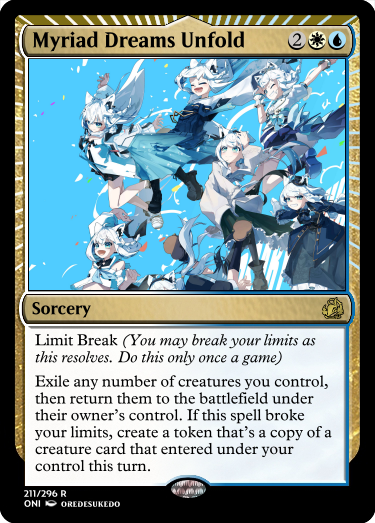 Myriad Dreams Unfold 2
Sorcery
Limit Break (You may break your limits as
this resolves. Do this only once a game)
Exile any number of creatures you control,
then return them to the battlefield under
their owner's control. If this spell broke
your limits, create a token that's a copy of a
creature card that entered under your
control this turn.
211/296 R
ONI OREDESUKEDO